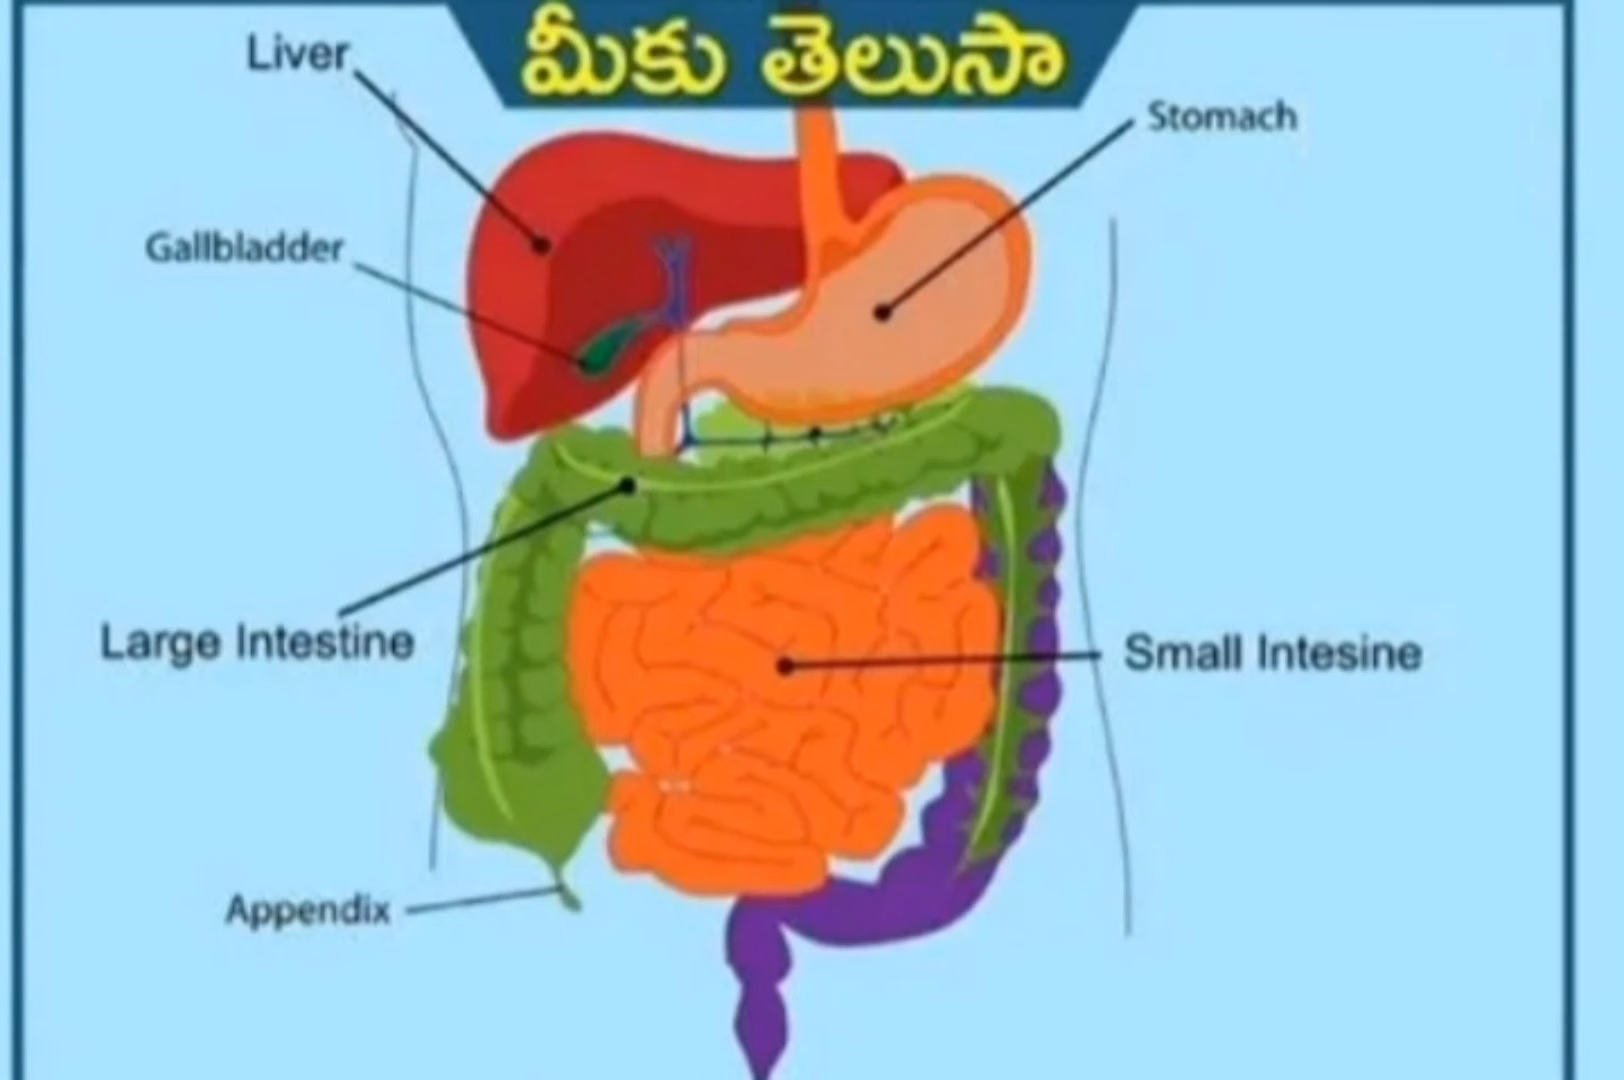 మీకు తెలుసా
Liver
Stomach
Gallbladder
Large Intestine
Small Intesine
Appendix